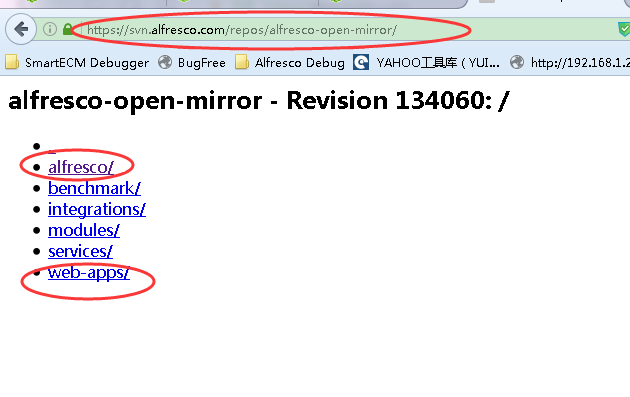 https://svn.alfresco.com/repos/alfresco-open-mirror/
SmartECM Debugger BugFree Alfresco Debug YAHOO工具库（YUI... http://192.168.1.2
alfresco-open-mirror - Revision 134060: /
alfresco/
benchmark/
integrations/
modules/
services/
web-apps/